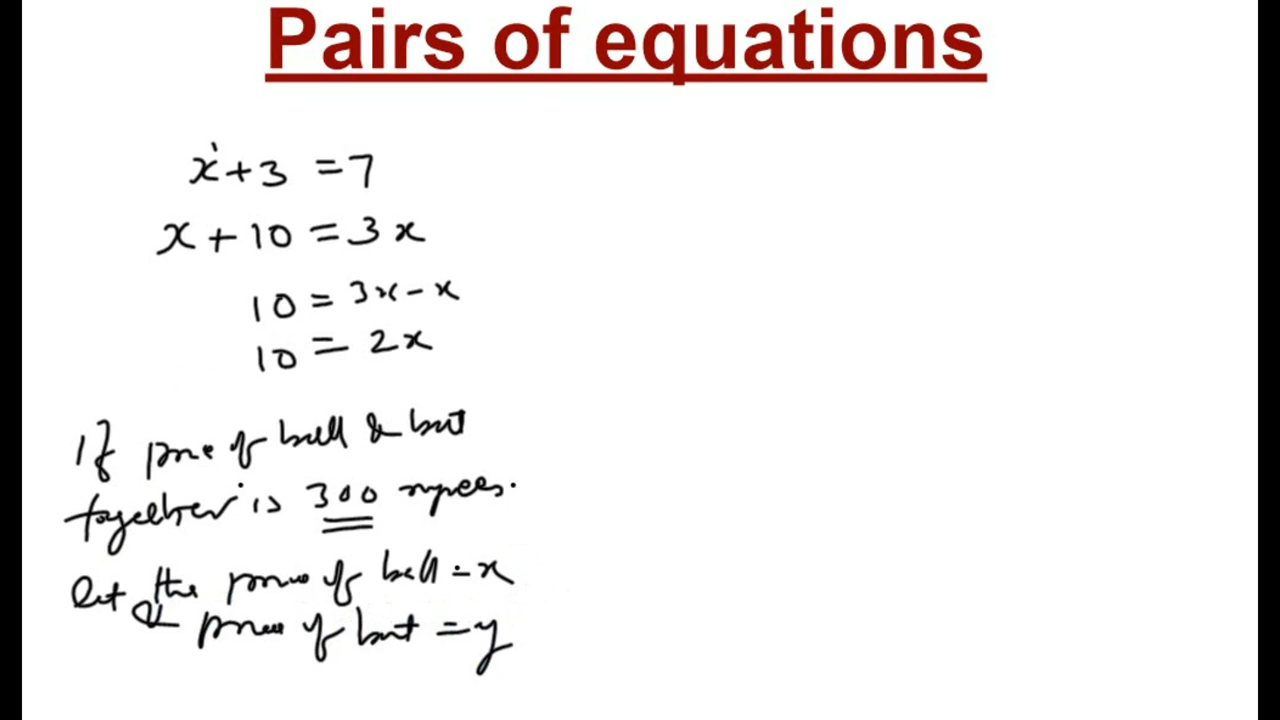 Pairs of equations
x + 3 = 7
x + 10 = 3x
10 = 3x - x
10 = 2x
If price of ball & bat
together is 300 rupees.
let the price of ball = x
& price of bat = y